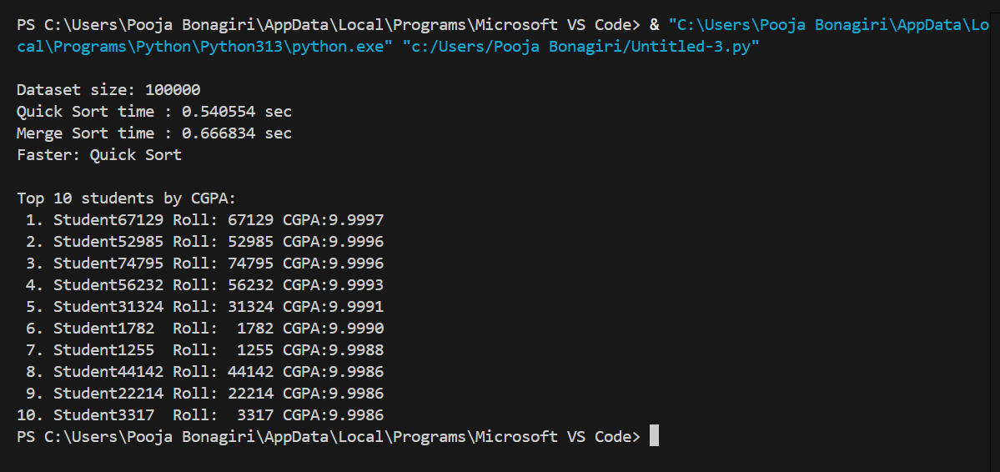 PS C:\Users\Pooja Bonagiri\AppData\Local\Programs\Microsoft VS Code> & "C:\Users\Pooja Bonagiri\AppData\Lo
cal\Programs\Python\Python313\python.exe" "c:/Users/Pooja Bonagiri/Untitled-3.py"

Dataset size: 100000
Quick Sort time : 0.540554 sec
Merge Sort time : 0.666834 sec
Faster: Quick Sort

Top 10 students by CGPA:
 1. Student67129 Roll: 67129 CGPA:9.9997
 2. Student52985 Roll: 52985 CGPA:9.9996
 3. Student74795 Roll: 74795 CGPA:9.9996
 4. Student56232 Roll: 56232 CGPA:9.9993
 5. Student31324 Roll: 31324 CGPA:9.9991
 6. Student1782  Roll:  1782 CGPA:9.9990
 7. Student1255  Roll:  1255 CGPA:9.9988
 8. Student44142 Roll: 44142 CGPA:9.9986
 9. Student22214 Roll: 22214 CGPA:9.9986
10. Student3317  Roll:  3317 CGPA:9.9986
PS C:\Users\Pooja Bonagiri\AppData\Local\Programs\Microsoft VS Code>